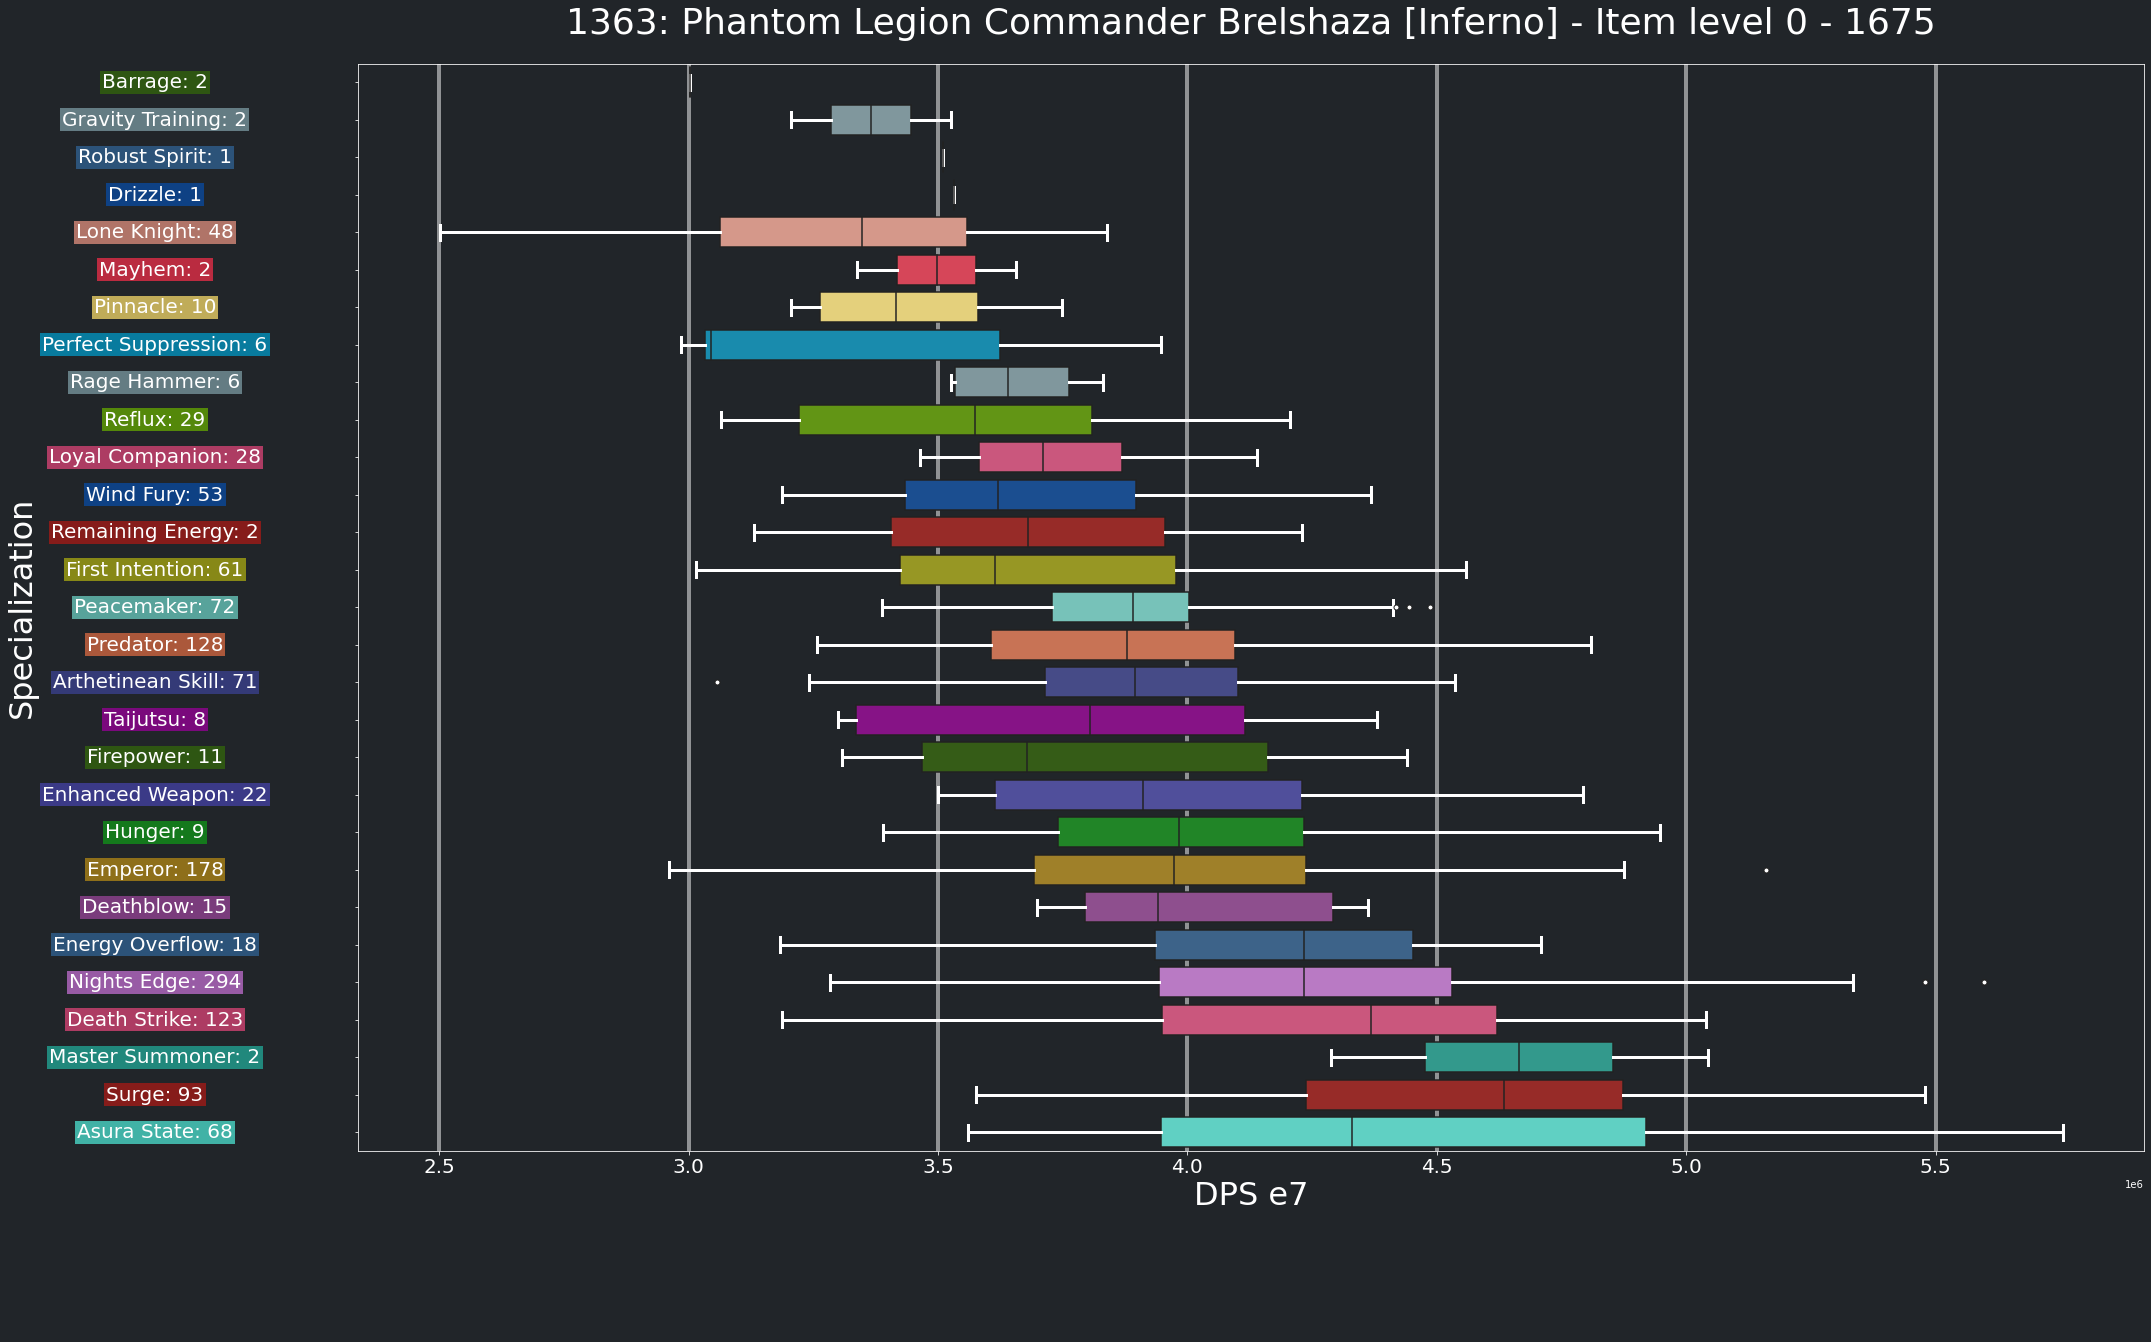 1363: Phantom Legion Commander Brelshaza [Inferno] - Item level 0 - 1675
Specialization
Barrage: 2
Gravity Training: 2
Robust Spirit: 1
Drizzle: 1
Lone Knight: 48
Mayhem: 2
Pinnacle: 10
Perfect Suppression: 6
Rage Hammer: 6
Reflux: 29
Loyal Companion: 28
Wind Fury: 53
Remaining Energy: 2
First Intention: 61
Peacemaker: 72
Predator: 128
Arthetinean Skill: 71
Taijutsu: 8
Firepower: 11
Enhanced Weapon: 22
Hunger: 9
Emperor: 178
Deathblow: 15
Energy Overflow: 18
Nights Edge: 294
Death Strike: 123
Master Summoner: 2
Surge: 93
Asura State: 68
2.5 3.0 3.5 4.0 4.5 5.0 5.5
1e6
DPS e7